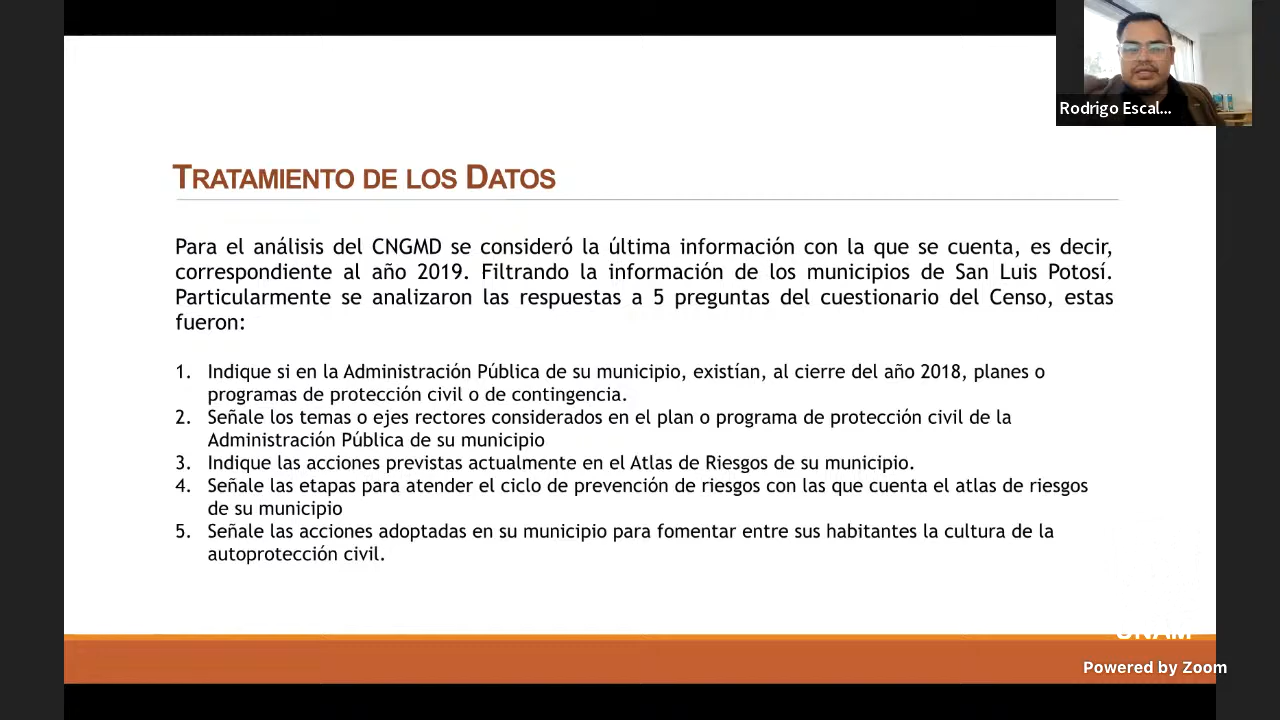 Rodrigo Escal...
TRATAMIENTO DE LOS DATOS
Para el análisis del CNGMD se consideró la última información con la que se cuenta, es decir,
correspondiente al año 2019. Filtrando la información de los municipios de San Luis Potosí.
Particularmente se analizaron las respuestas a 5 preguntas del cuestionario del Censo, estas
fueron:
1. Indique si en la Administración Pública de su municipio, existían, al cierre del año 2018, planes o
programas de protección civil o de contingencia.
2. Señale los temas o ejes rectores considerados en el plan o programa de protección civil de la
Administración Pública de su municipio
3. Indique las acciones previstas actualmente en el Atlas de Riesgos de su municipio.
4. Señale las etapas para atender el ciclo de prevención de riesgos con las que cuenta el atlas de riesgos
de su municipio
5. Señale las acciones adoptadas en su municipio para fomentar entre sus habitantes la cultura de la
autoprotección civil.
UNAM
Powered by Zoom